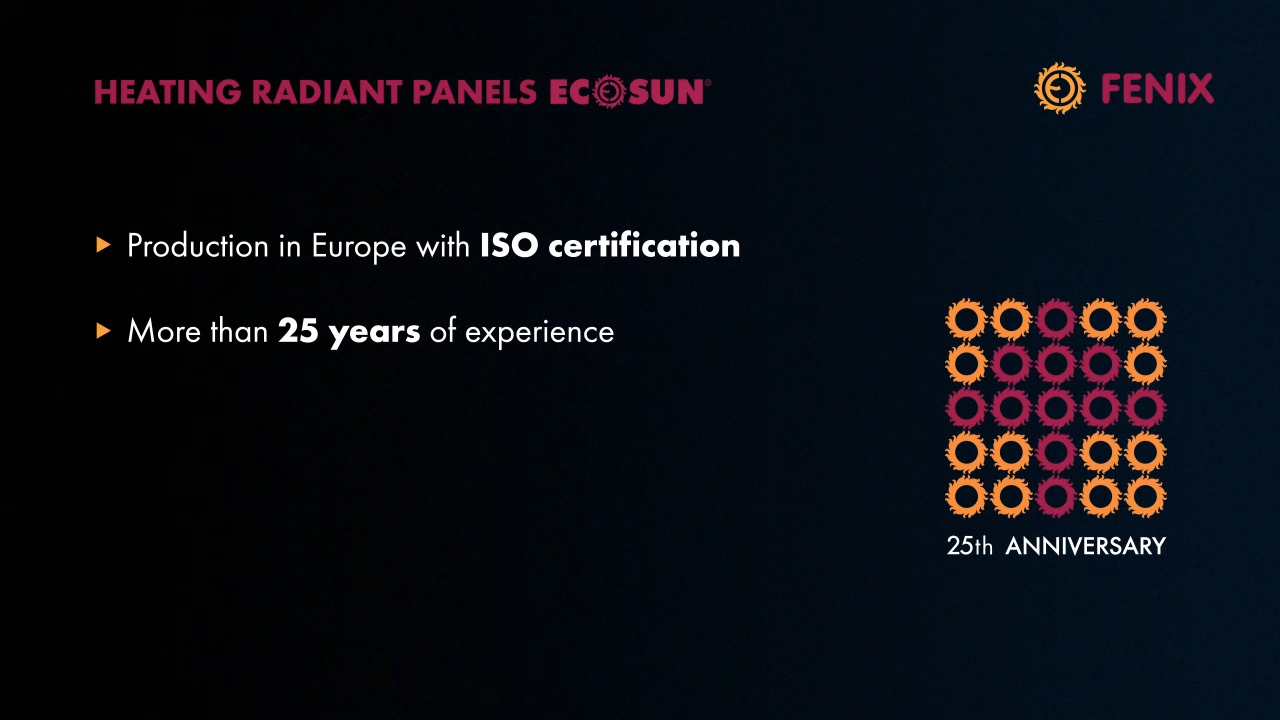 HEATING RADIANT PANELS ECOSUN®
FENIX
Production in Europe with ISO certification
More than 25 years of experience
25th ANNIVERSARY